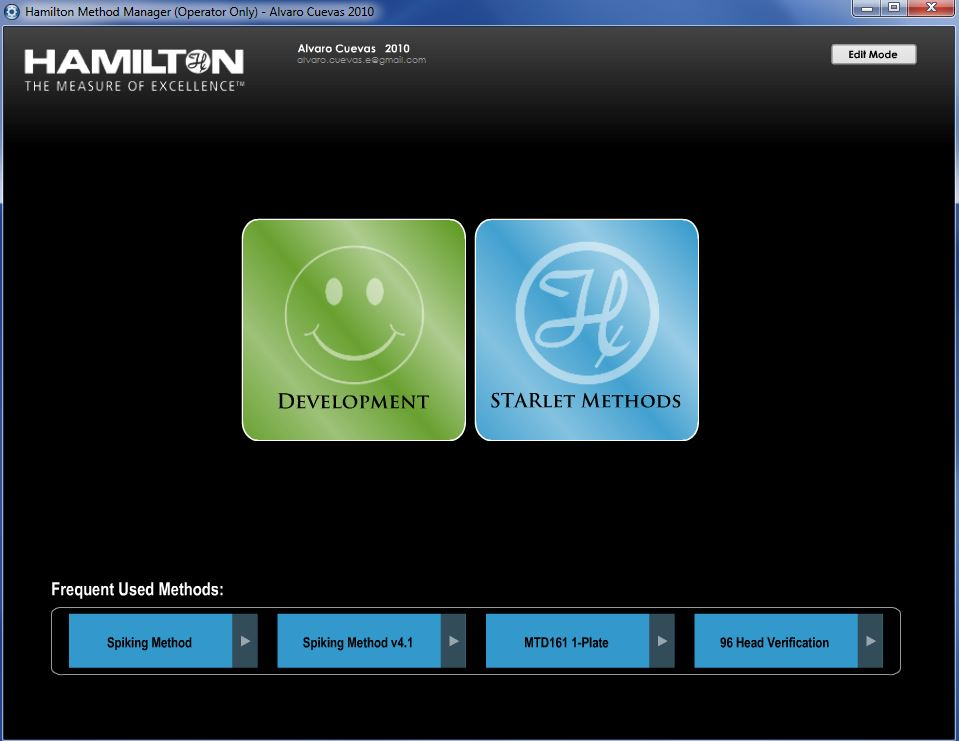 Hamilton Method Manager (Operator Only) - Alvaro Cuevas 2010
HAMILTON
THE MEASURE OF EXCELLENCE™
Alvaro Cuevas 2010
alvaro.cuevas.e@gmail.com
Edit Mode
DEVELOPMENT
STARLET METHODS
Frequent Used Methods:
Spiking Method
Spiking Method v4.1
MTD161 1-Plate
96 Head Verification